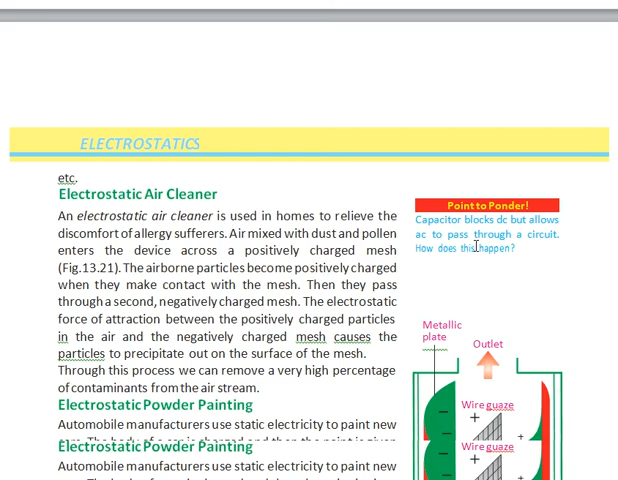 ELECTROSTATICS
etc.
Electrostatic Air Cleaner
An electrostatic air cleaner is used in homes to relieve the
discomfort of allergy sufferers. Air mixed with dust and pollen
enters the device across a positively charged mesh
(Fig.13.21). The airborne particles become positively charged
when they make contact with the mesh. Then they pass
through a second, negatively charged mesh. The electrostatic
force of attraction between the positively charged particles
in the air and the negatively charged mesh causes the
particles to precipitate out on the surface of the mesh.
Through this process we can remove a very high percentage
of contaminants from the air stream.
Electrostatic Powder Painting
Automobile manufacturers use static electricity to paint new
Electrostatic Powder Painting
Automobile manufacturers use static electricity to paint new
Point to Ponder!
Capacitor blocks dc but allows
ac to pass through a circuit.
How does this happen?
Metallic
plate
Outlet
Wire guaze
+
+
Wire guaze
+
+